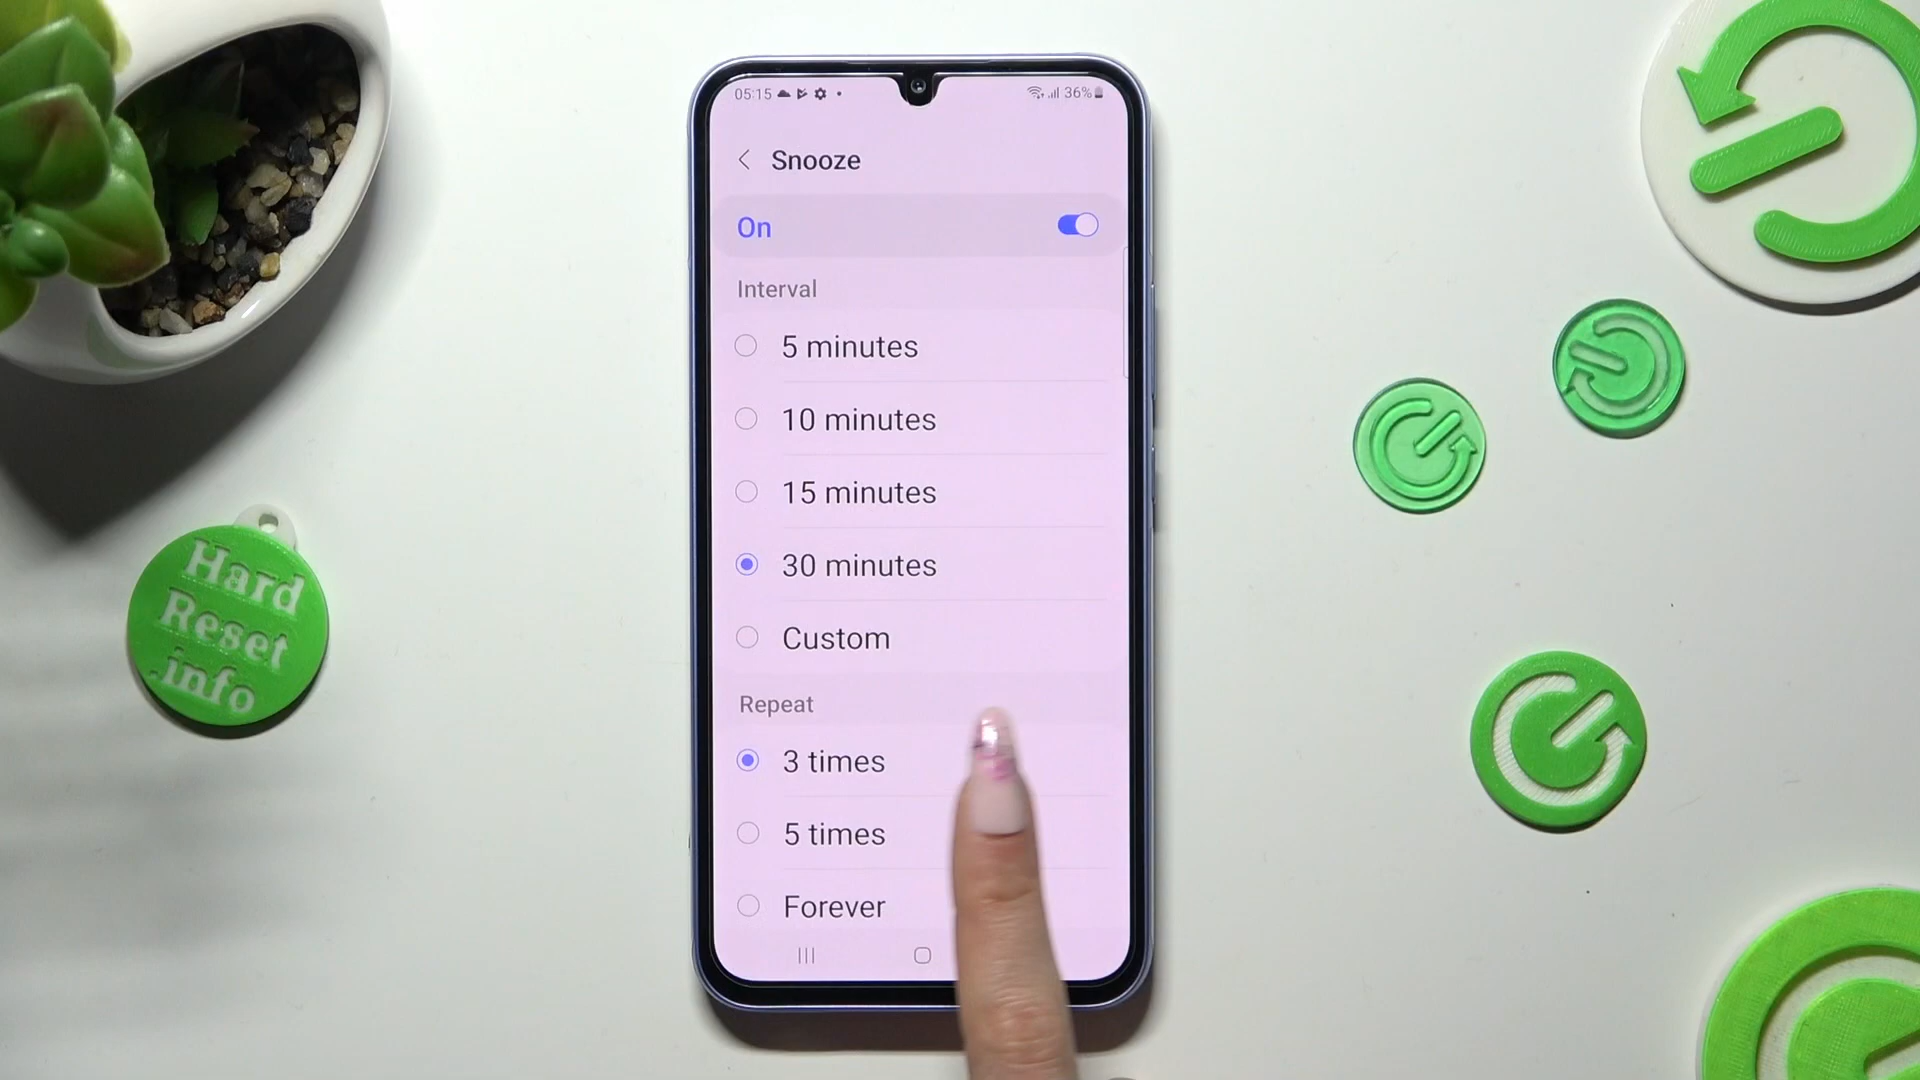 05:15
36%
Snooze
On
Interval
5 minutes
10 minutes
15 minutes
30 minutes
Custom
Repeat
3 times
5 times
Forever
Hard
Reset
.info